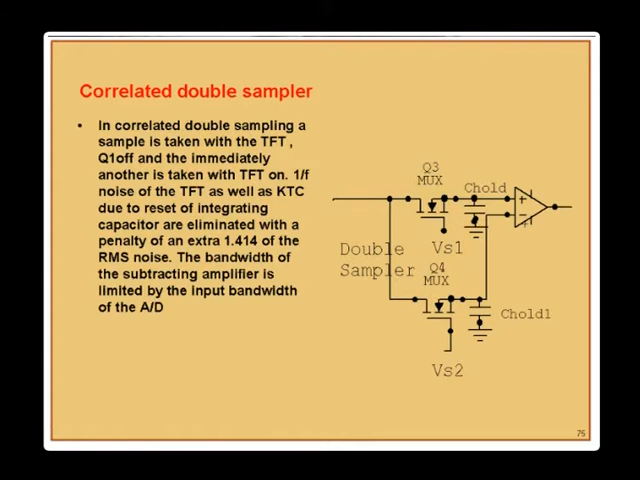 Correlated double sampler
• In correlated double sampling a
sample is taken with the TFT ,
Q1off and the immediately
another is taken with TFT on. 1/f
noise of the TFT as well as KTC
due to reset of integrating
capacitor are eliminated with a
penalty of an extra 1.414 of the
RMS noise. The bandwidth of
the subtracting amplifier is
limited by the input bandwidth
of the A/D
Q3
MUX
Chold
Double
Sampler
Vs1
Q4
MUX
Chold1
Vs2
75